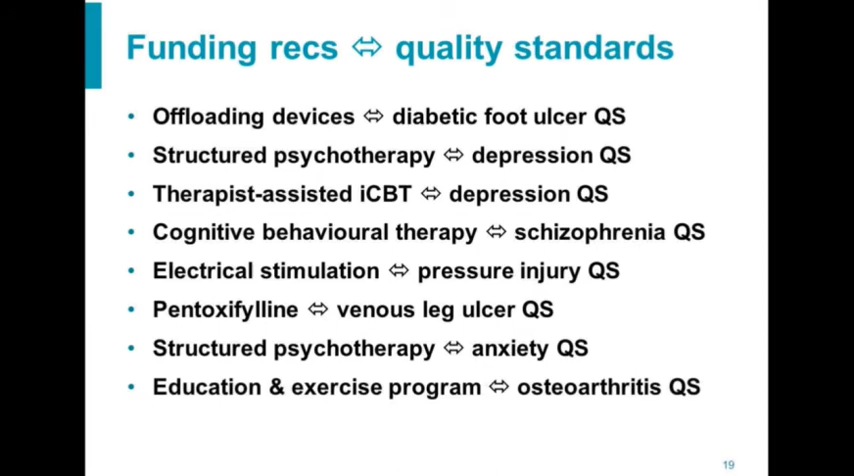 Funding recs ⇔ quality standards
• Offloading devices ⇔ diabetic foot ulcer QS
• Structured psychotherapy ⇔ depression QS
• Therapist-assisted iCBT ⇔ depression QS
• Cognitive behavioural therapy ⇔ schizophrenia QS
• Electrical stimulation ⇔ pressure injury QS
• Pentoxifylline ⇔ venous leg ulcer QS
• Structured psychotherapy ⇔ anxiety QS
• Education & exercise program ⇔ osteoarthritis QS
19